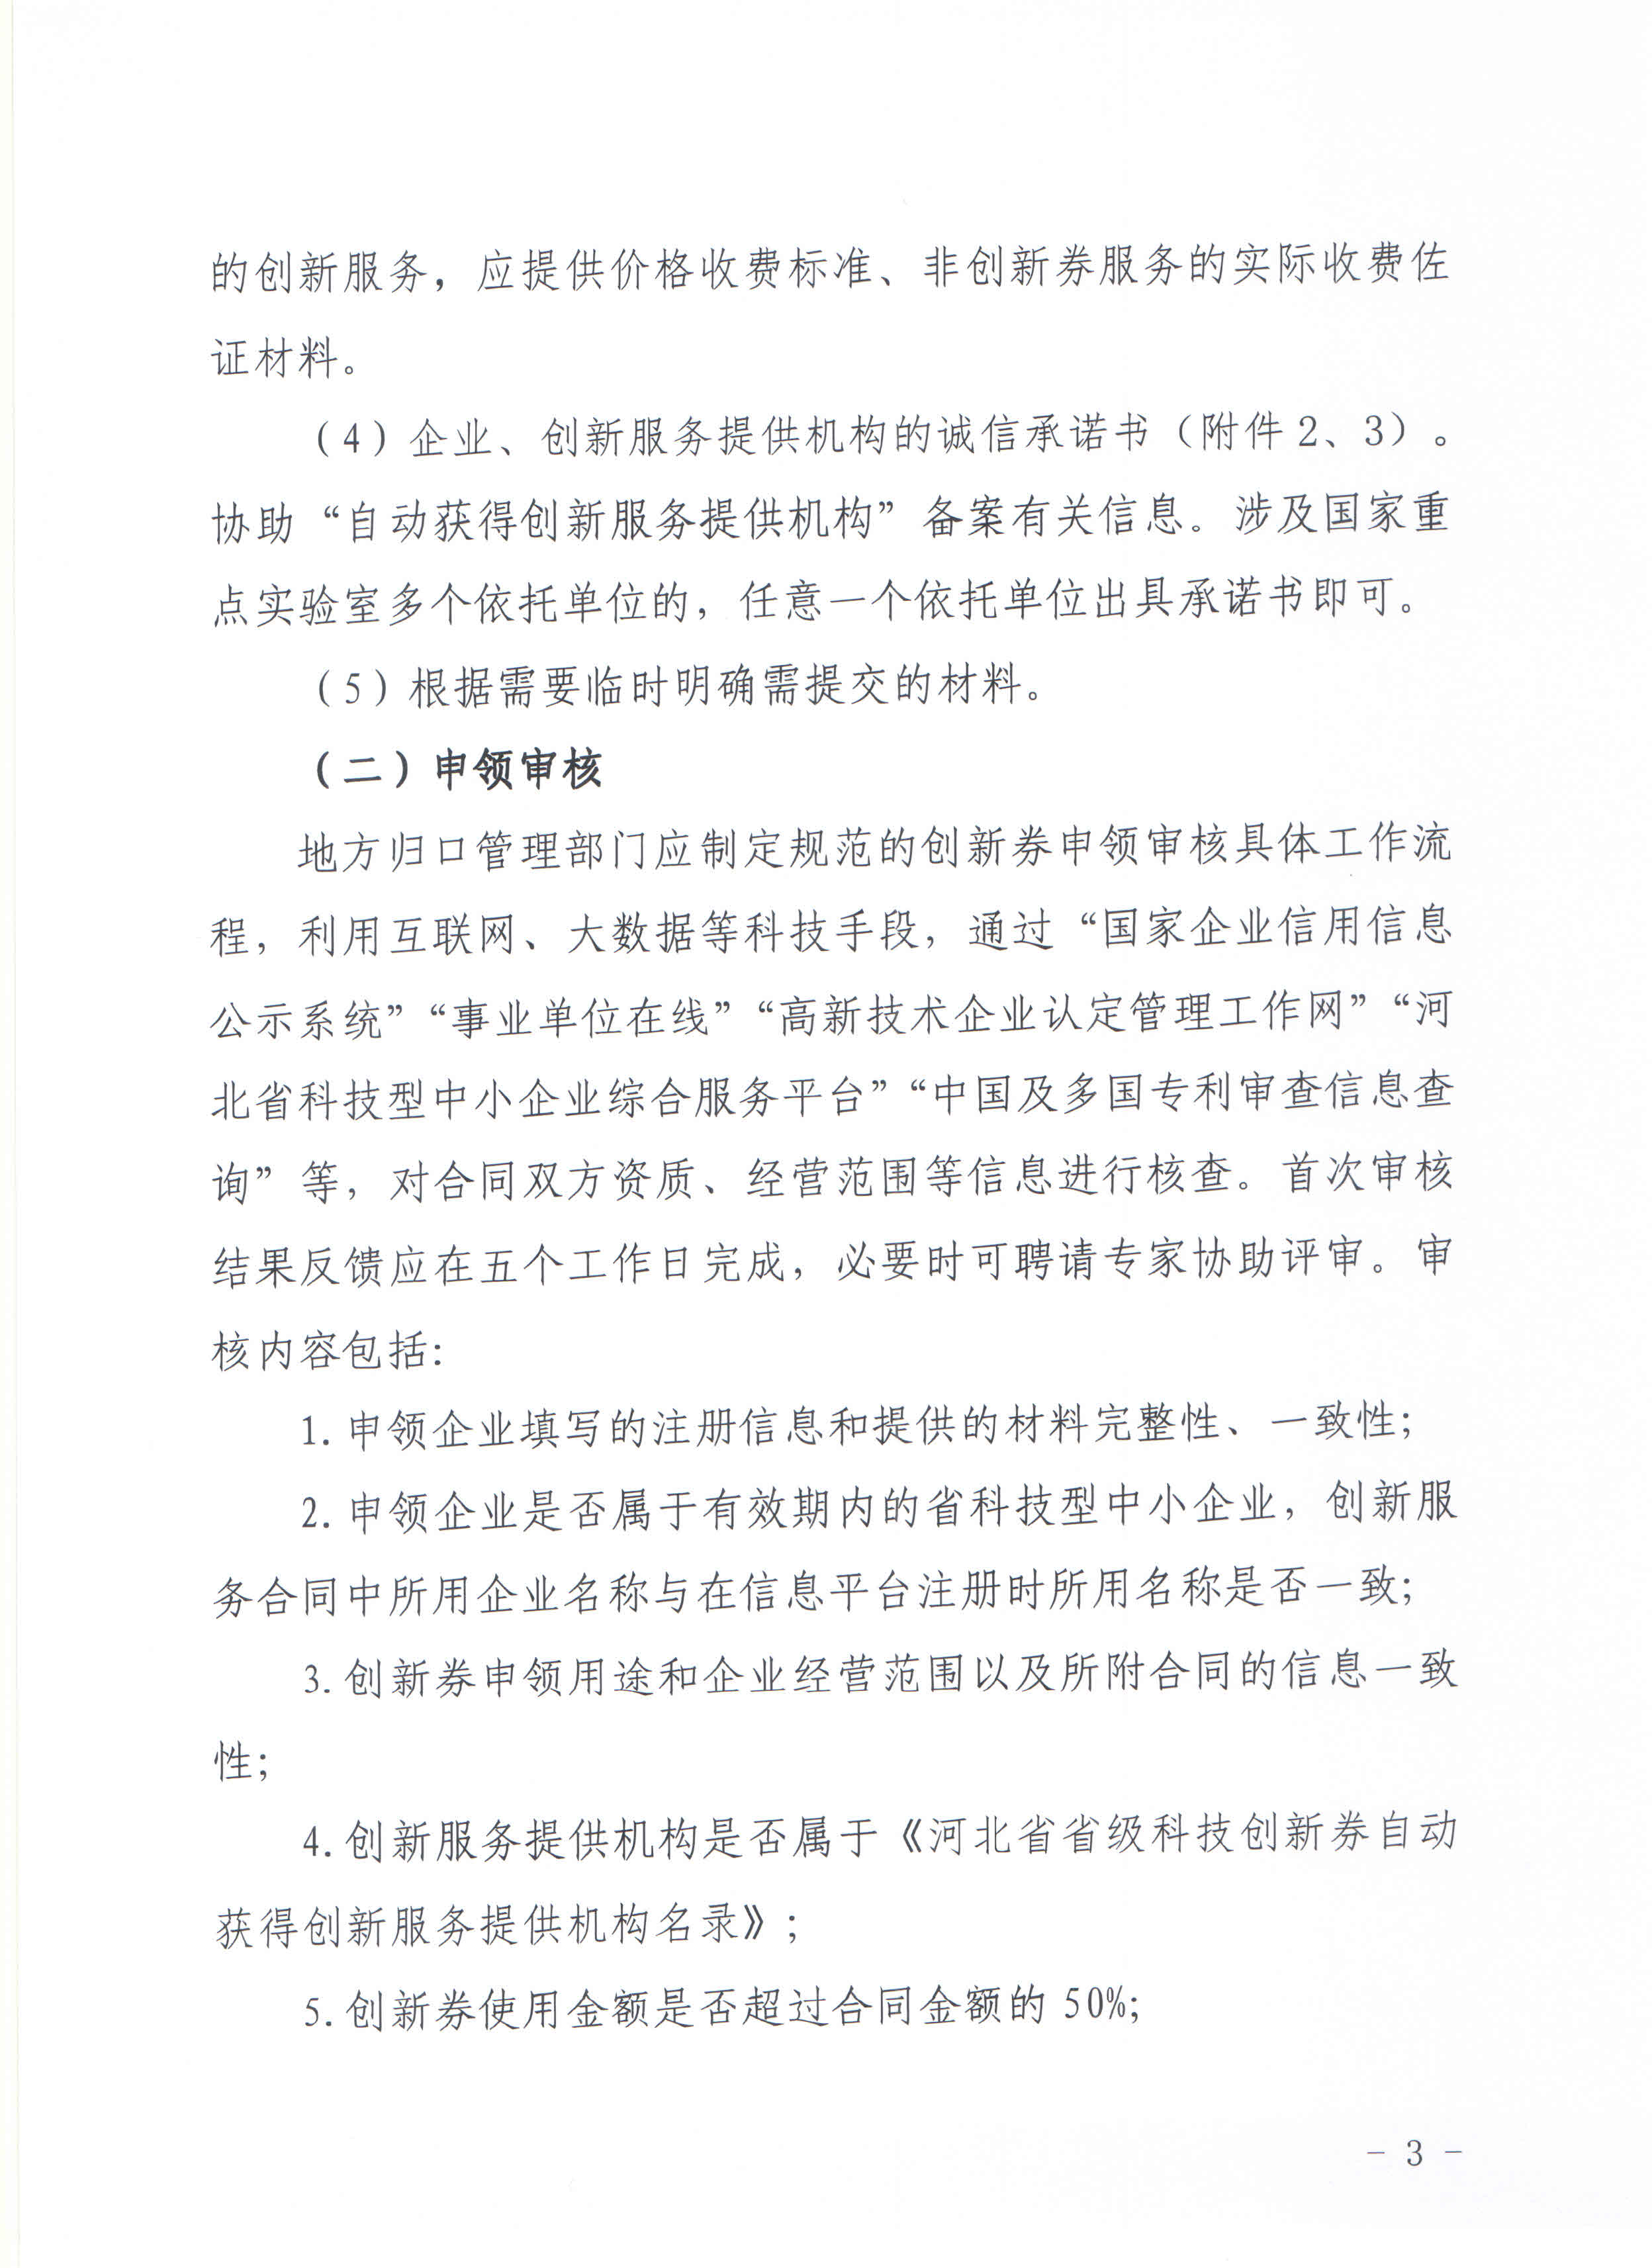 的创新服务，应提供价格收费标准、非创新券服务的实际收费佐
证材料。
（4）企业、创新服务提供机构的诚信承诺书（附件2、3）。
协助“自动获得创新服务提供机构”备案有关信息。涉及国家重
点实验室多个依托单位的，任意一个依托单位出具承诺书即可。
（5）根据需要临时明确需提交的材料。
（二）申领审核
地方归口管理部门应制定规范的创新券申领审核具体工作流
程，利用互联网、大数据等科技手段，通过“国家企业信用信息
公示系统”“事业单位在线”“高新技术企业认定管理工作网”“河
北省科技型中小企业综合服务平台”“中国及多国专利审查信息查
询”等，对合同双方资质、经营范围等信息进行核查。首次审核
结果反馈应在五个工作日完成，必要时可聘请专家协助评审。审
核内容包括:
1. 申领企业填写的注册信息和提供的材料完整性、一致性；
2. 申领企业是否属于有效期内的省科技型中小企业，创新服
务合同中所用企业名称与在信息平台注册时所用名称是否一致；
3. 创新券申领用途和企业经营范围以及所附合同的信息一致
性；
4. 创新服务提供机构是否属于《河北省省级科技创新券自动
获得创新服务提供机构名录》；
5. 创新券使用金额是否超过合同金额的 50%；
- 3 -